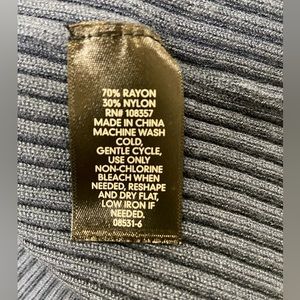 70% RAYON
30% NYLON
RN# 108357
MADE IN CHINA
MACHINE WASH
COLD,
GENTLE CYCLE,
USE ONLY
NON-CHLORINE
BLEACH WHEN
NEEDED, RESHAPE
AND DRY FLAT,
LOW IRON IF
NEEDED.
08531-6